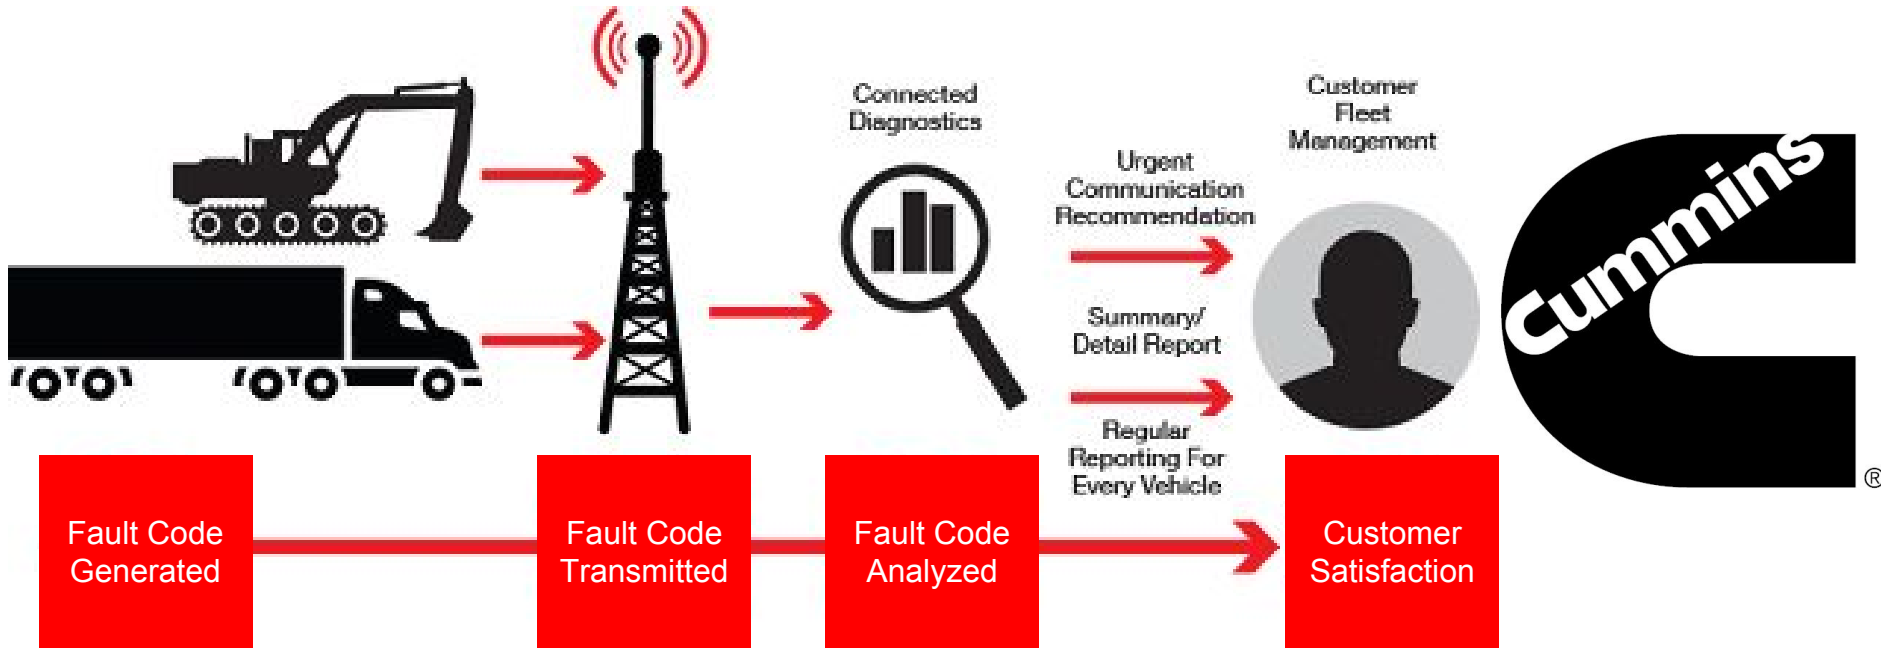 Connected
Diagnostics
Urgent
Communication
Recommendation
Summary/
Detail Report
Regular
Reporting For
Every Vehicle
Customer
Fleet
Management
Cummins
®
Fault Code
Generated
Fault Code
Transmitted
Fault Code
Analyzed
Customer
Satisfaction